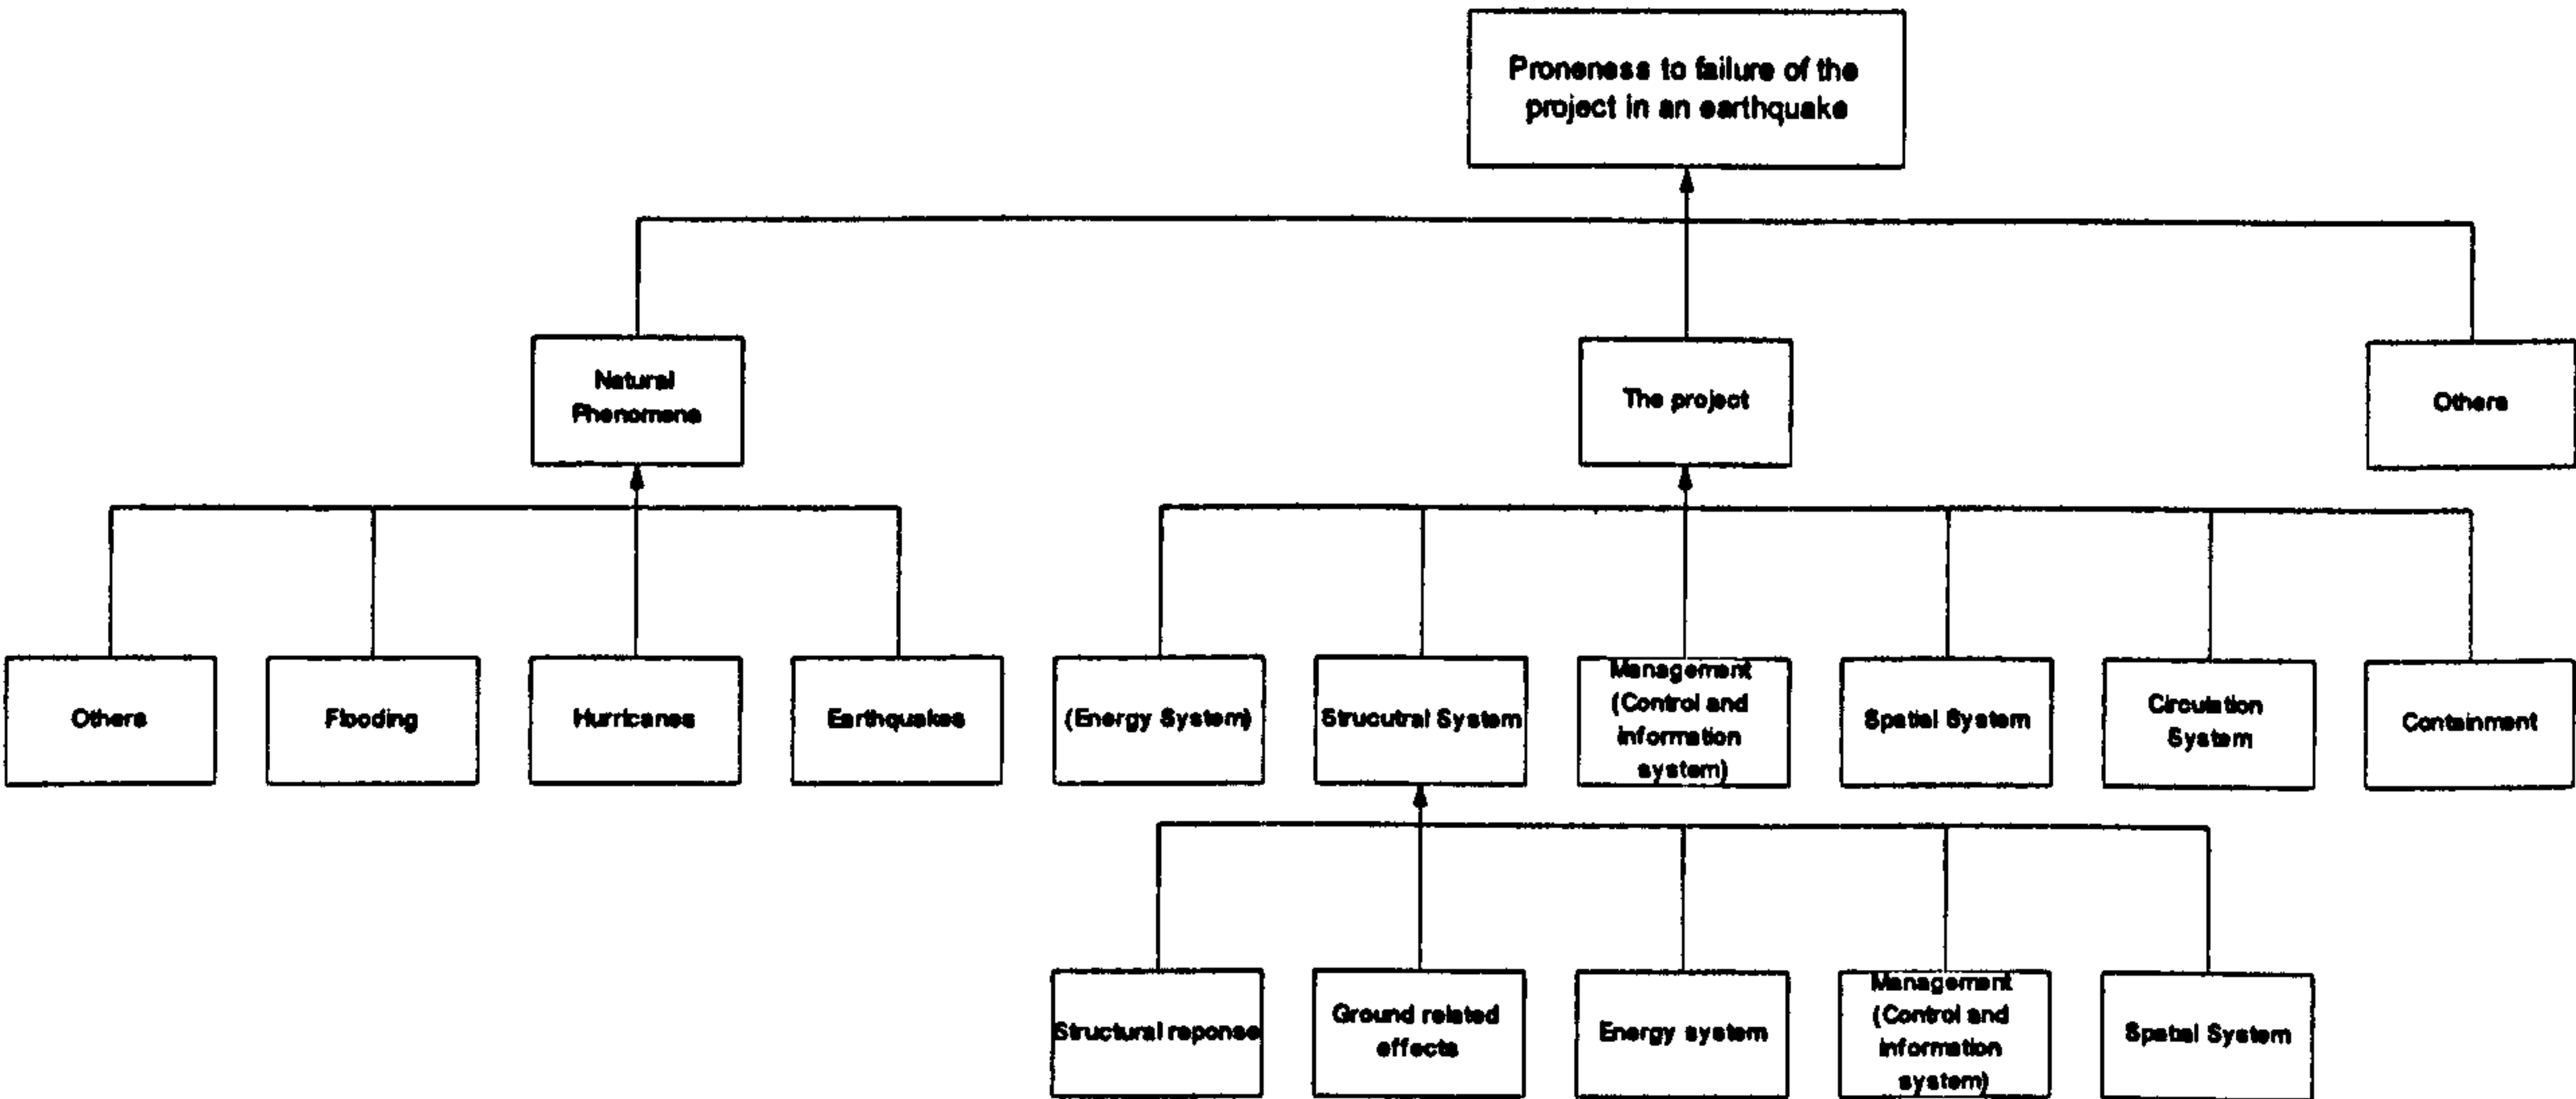 Proneness to failure of the
project in an earthquake
Natural
Phenomena
The project
Others
Others
Flooding
Hurricanes
Earthquakes
(Energy System)
Strucutral System
Management
(Control and
information
system)
Spatial System
Circulation
System
Containment
Structural reponse
Ground related
effects
Energy system
Management
(Control and
information
system)
Spatial System